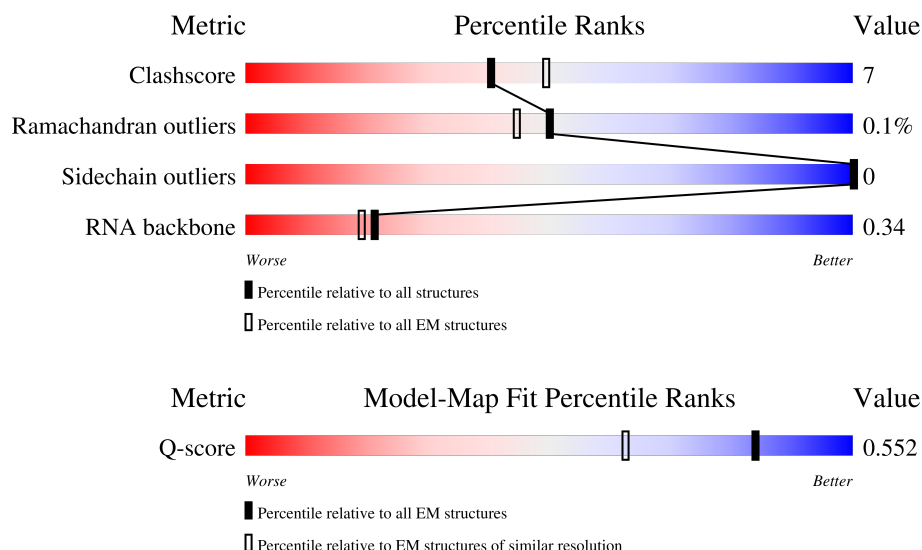 Metric Percentile Ranks Value
Clashscore 7
Ramachandran outliers 0.1%
Sidechain outliers 0
RNA backbone 0.34
Worse Better
Percentile relative to all structures
Percentile relative to all EM structures
Metric Model-Map Fit Percentile Ranks Value
Q-score 0.552
Worse Better
Percentile relative to all EM structures
Percentile relative to EM structures of similar resolution